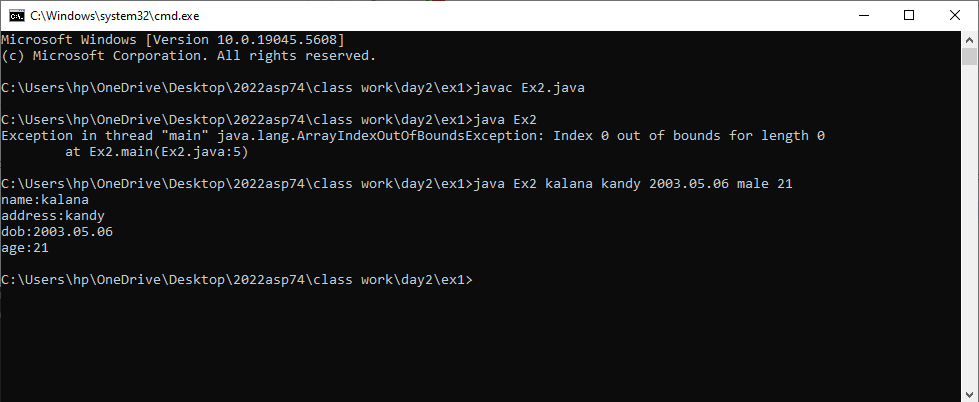 C:\Windows\system32\cmd.exe
Microsoft Windows [Version 10.0.19045.5608]
(c) Microsoft Corporation. All rights reserved.
C:\Users\hp\OneDrive\Desktop\2022asp74\class work\day2\ex1>javac Ex2.java
C:\Users\hp\OneDrive\Desktop\2022asp74\class work\day2\ex1>java Ex2
Exception in thread "main" java.lang.ArrayIndexOutOfBoundsException: Index 0 out of bounds for length 0
        at Ex2.main(Ex2.java:5)
C:\Users\hp\OneDrive\Desktop\2022asp74\class work\day2\ex1>java Ex2 kalana kandy 2003.05.06 male 21
name:kalana
address:kandy
dob:2003.05.06
age:21
C:\Users\hp\OneDrive\Desktop\2022asp74\class work\day2\ex1>